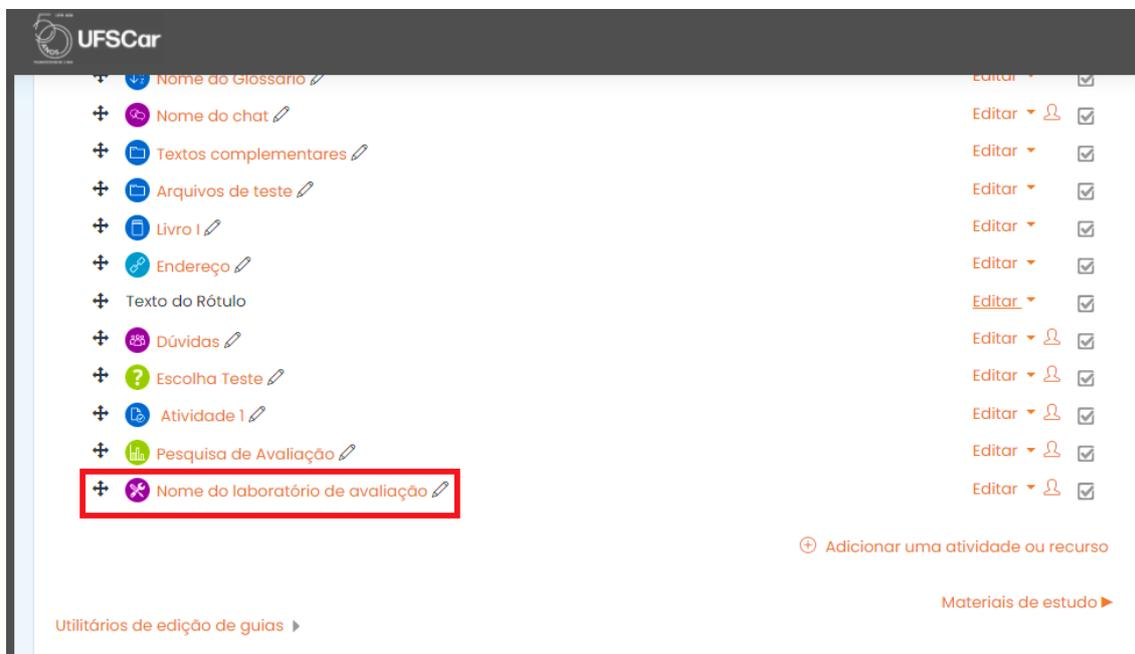 UFSCar
Nome do Glossário Editar
Nome do chat Editar
Textos complementares Editar
Arquivos de teste Editar
Livro I Editar
Endereço Editar
Texto do Rótulo Editar
Dúvidas Editar
Escolha Teste Editar
Atividade 1 Editar
Pesquisa de Avaliação Editar
Nome do laboratório de avaliação Editar
Adicionar uma atividade ou recurso
Materiais de estudo
Utilitários de edição de guias